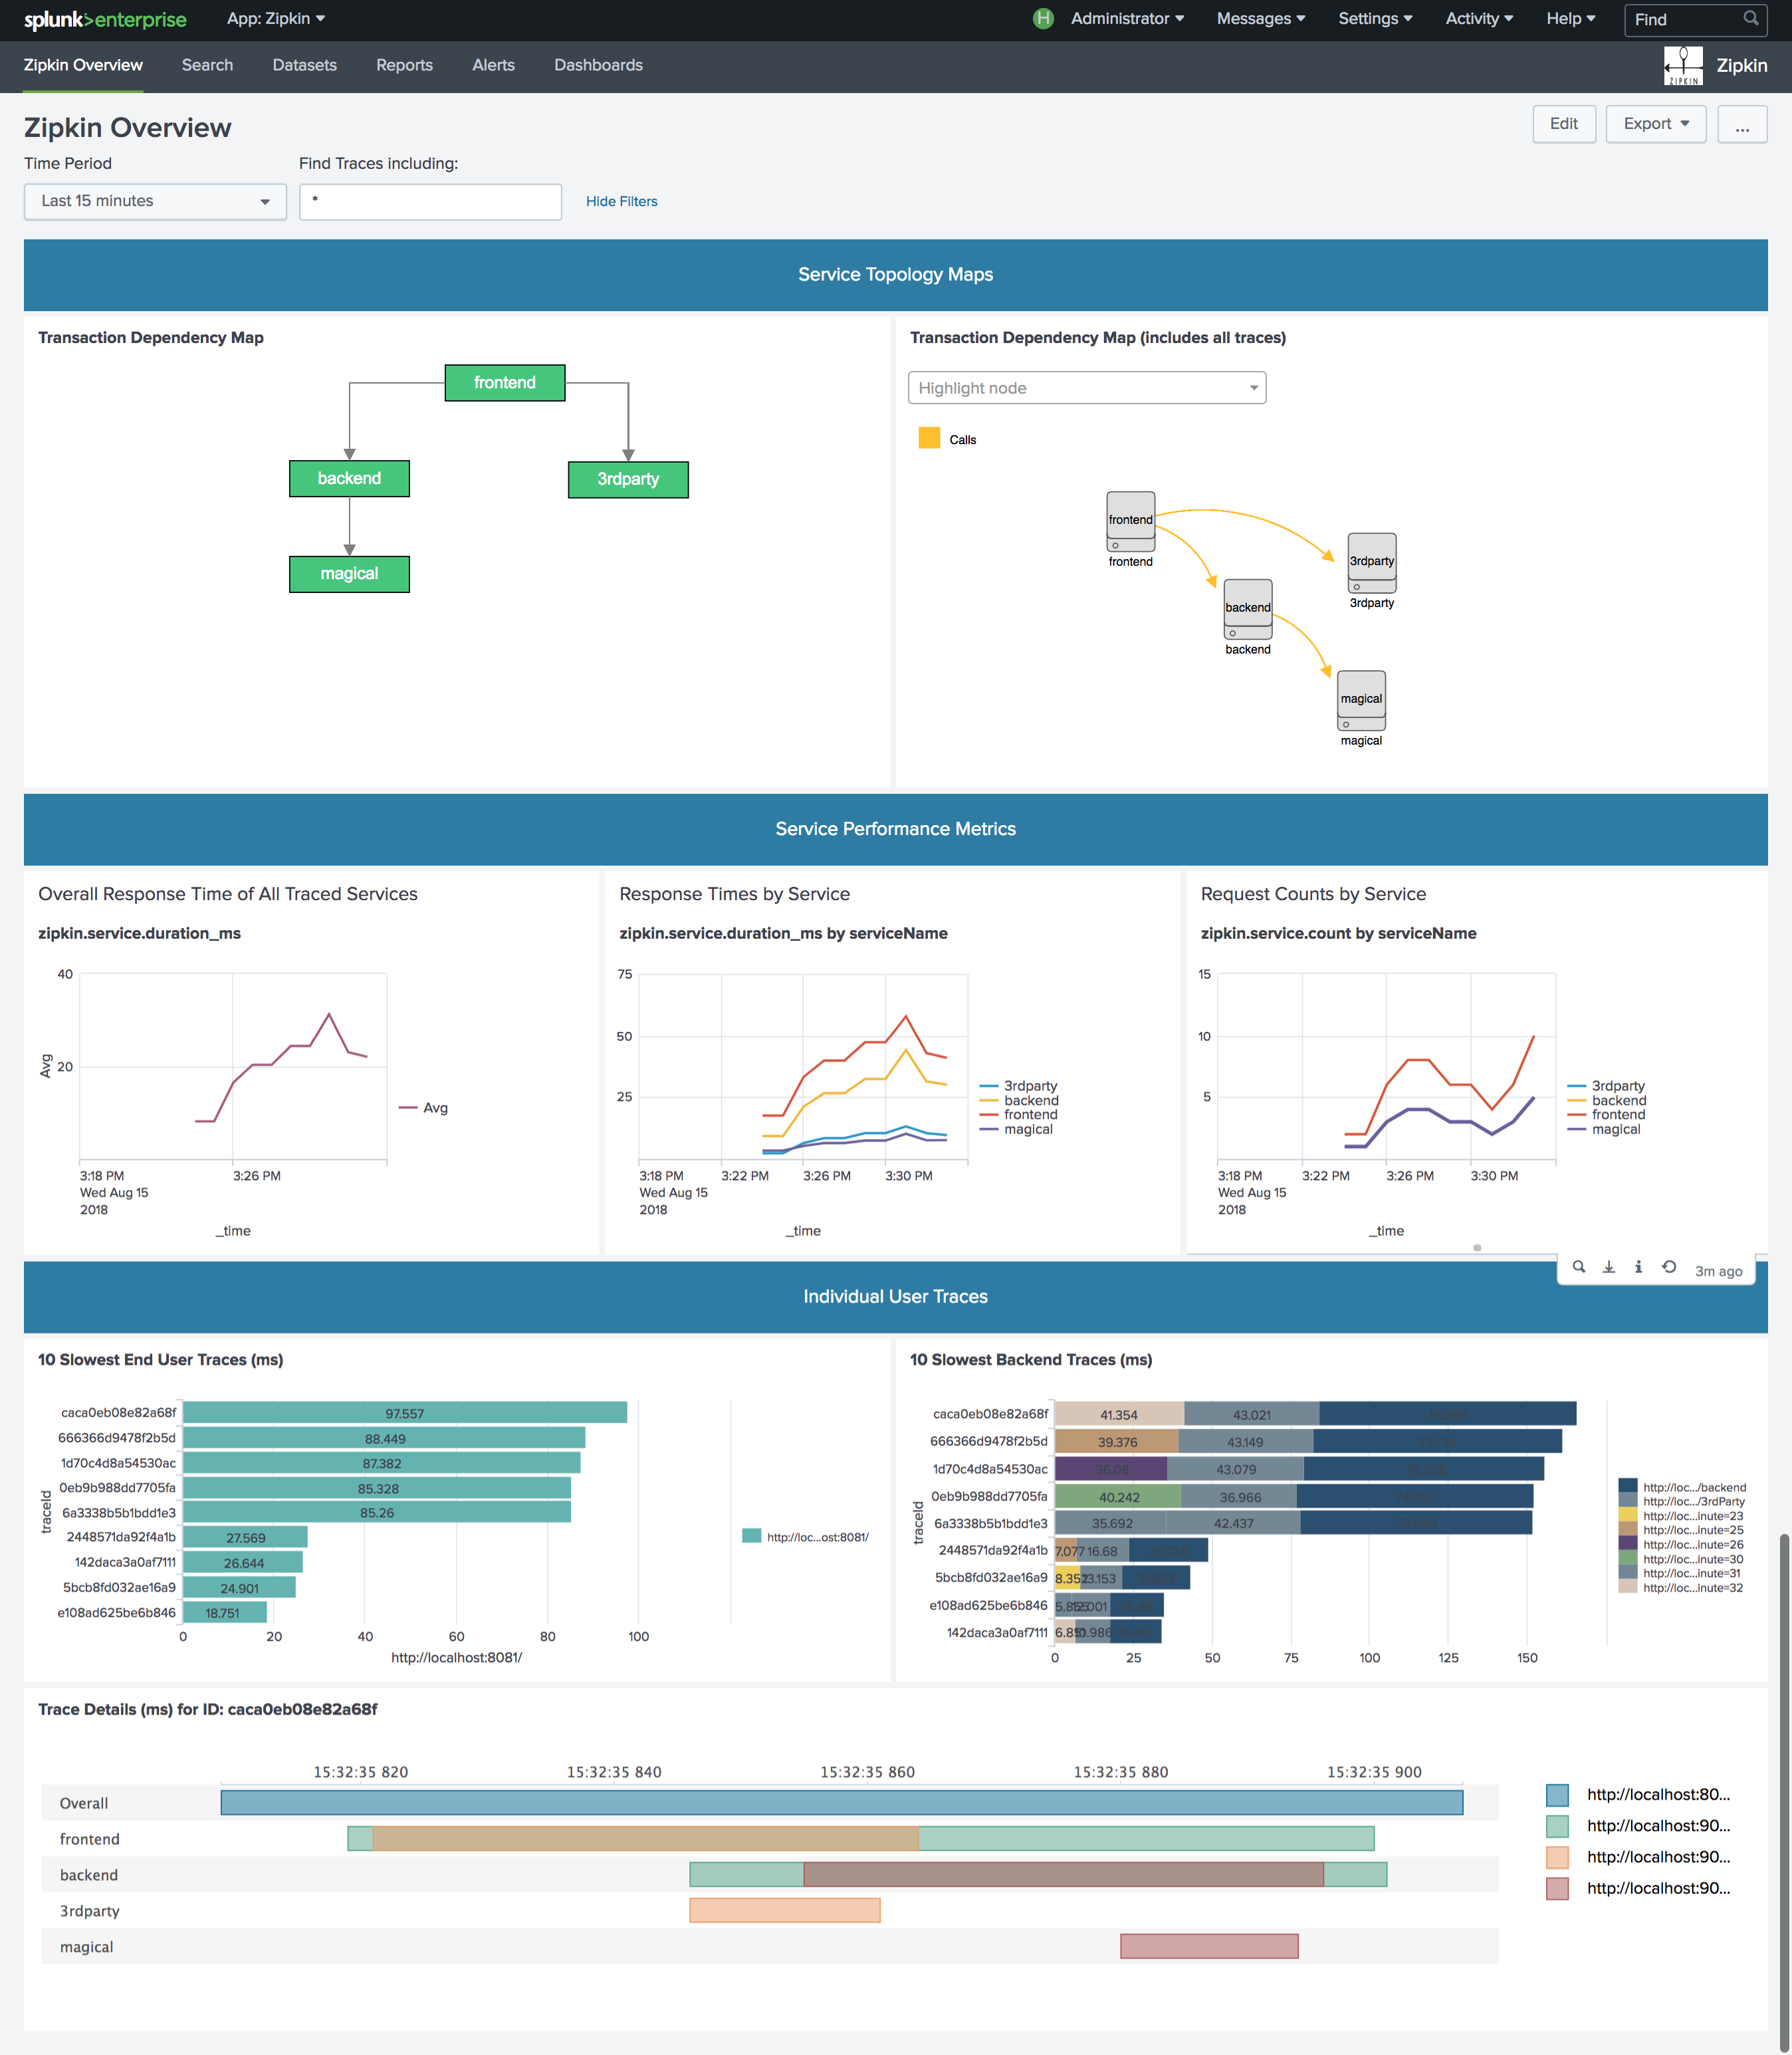 splunk>enterprise App: Zipkin H Administrator Messages Settings Activity Help Find
Zipkin Overview Search Datasets Reports Alerts Dashboards ZIPKIN Zipkin
Zipkin Overview Edit Export ...
Time Period Find Traces including:
Last 15 minutes * Hide Filters
Service Topology Maps
Transaction Dependency Map
frontend
backend 3rdparty
magical
Transaction Dependency Map (includes all traces)
Highlight node
Calls
frontend
frontend
3rdparty
3rdparty
backend
backend
magical
magical
Service Performance Metrics
Overall Response Time of All Traced Services
zipkin.service.duration_ms
40
20
Avg
Avg
3:18 PM 3:26 PM
Wed Aug 15
2018
_time
Response Times by Service
zipkin.service.duration_ms by serviceName
75
50
25
3rdparty
backend
frontend
magical
3:18 PM 3:22 PM 3:26 PM 3:30 PM
Wed Aug 15
2018
_time
Request Counts by Service
zipkin.service.count by serviceName
15
10
5
3rdparty
backend
frontend
magical
3:18 PM 3:22 PM 3:26 PM 3:30 PM
Wed Aug 15
2018
_time
3m ago
Individual User Traces
10 Slowest End User Traces (ms)
traceId
caca0eb08e82a68f 97.557
666366d9478f2b5d 88.449
1d70c4d8a54530ac 87.382
0eb9b988dd7705fa 85.328
6a3338b5b1bdd1e3 85.26
2448571da92f4a1b 27.569
142daca3a0af7111 26.644
5bcb8fd032ae16a9 24.901
e108ad625be6b846 18.751
0 20 40 60 80 100
http://localhost:8081/
http://loc...ost:8081/
10 Slowest Backend Traces (ms)
traceId
caca0eb08e82a68f 41.354 43.021
666366d9478f2b5d 39.376 43.149
1d70c4d8a54530ac 36.08 43.079
0eb9b988dd7705fa 40.242 36.966
6a3338b5b1bdd1e3 35.692 42.437
2448571da92f4a1b 7.077 16.68
5bcb8fd032ae16a9
e108ad625be6b846
142daca3a0af7111
0 25 50 75 100 125 150
http://loc.../backend
http://loc.../3rdParty
http://loc...inute=23
http://loc...inute=25
http://loc...inute=26
http://loc...inute=30
http://loc...inute=31
http://loc...inute=32
Trace Details (ms) for ID: caca0eb08e82a68f
15:32:35 820 15:32:35 840 15:32:35 860 15:32:35 880 15:32:35 900
Overall
frontend
backend
3rdparty
magical
http://localhost:80...
http://localhost:90...
http://localhost:90...
http://localhost:90...